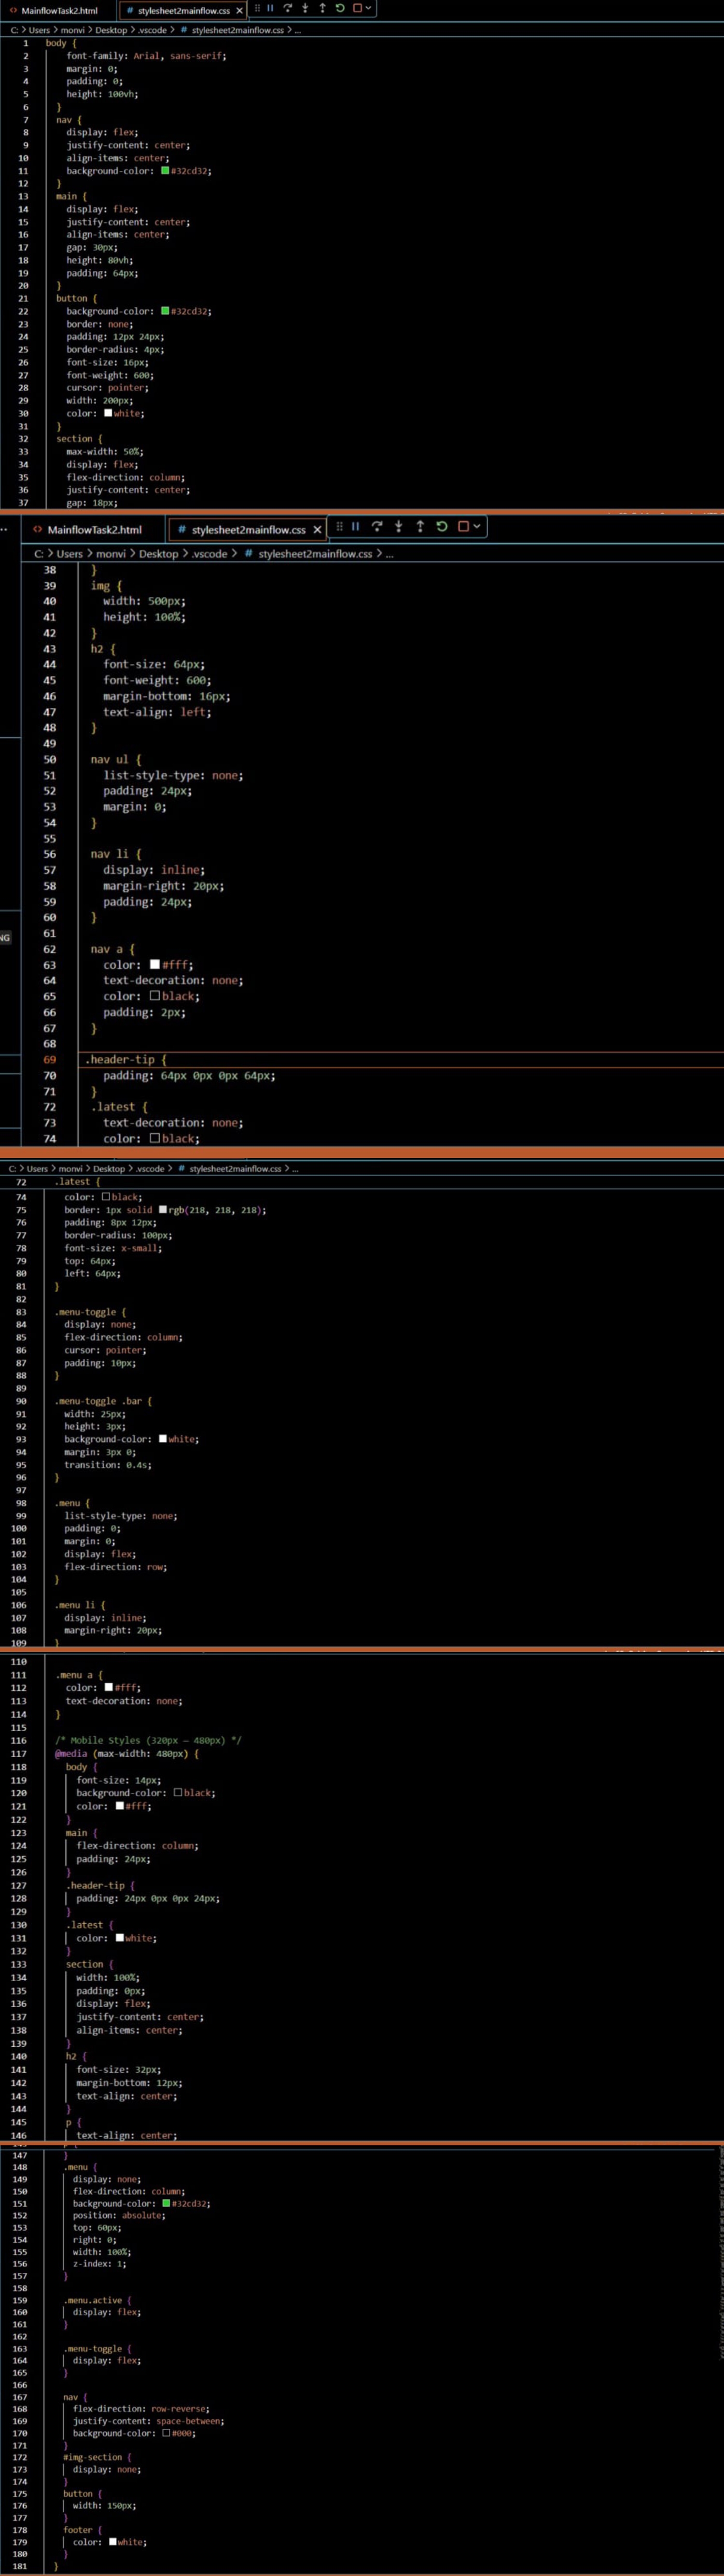 MainflowTask2.html
# stylesheet2mainflow.css ×
C: > Users > monvi > Desktop > .vscode > # stylesheet2mainflow.css > ...
1 body {
2 font-family: Arial, sans-serif;
3 margin: 0;
4 padding: 0;
5 height: 100vh;
6 }
7 nav {
8 display: flex;
9 justify-content: center;
10 align-items: center;
11 background-color: #32cd32;
12 }
13 main {
14 display: flex;
15 justify-content: center;
16 align-items: center;
17 gap: 30px;
18 height: 80vh;
19 padding: 64px;
20 }
21 button {
22 background-color: #32cd32;
23 border: none;
24 padding: 12px 24px;
25 border-radius: 4px;
26 font-size: 16px;
27 font-weight: 600;
28 cursor: pointer;
29 width: 200px;
30 color: white;
31 }
32 section {
33 max-width: 50%;
34 display: flex;
35 flex-direction: column;
36 justify-content: center;
37 gap: 18px;
MainflowTask2.html
# stylesheet2mainflow.css ×
C: > Users > monvi > Desktop > .vscode > # stylesheet2mainflow.css > ...
38 }
39 img {
40 width: 500px;
41 height: 100%;
42 }
43 h2 {
44 font-size: 64px;
45 font-weight: 600;
46 margin-bottom: 16px;
47 text-align: left;
48 }
49
50 nav ul {
51 list-style-type: none;
52 padding: 24px;
53 margin: 0;
54 }
55
56 nav li {
57 display: inline;
58 margin-right: 20px;
59 padding: 24px;
60 }
61
NG
62 nav a {
63 color: #fff;
64 text-decoration: none;
65 color: black;
66 padding: 2px;
67 }
68
69 .header-tip {
70 padding: 64px 0px 0px 64px;
71 }
72 .latest {
73 text-decoration: none;
74 color: black;
C: > Users > monvi > Desktop > .vscode > # stylesheet2mainflow.css > ...
72 .latest {
74 color: black;
75 border: 1px solid rgb(218, 218, 218);
76 padding: 8px 12px;
77 border-radius: 100px;
78 font-size: x-small;
79 top: 64px;
80 left: 64px;
81 }
82
83 .menu-toggle {
84 display: none;
85 flex-direction: column;
86 cursor: pointer;
87 padding: 10px;
88 }
89
90 .menu-toggle .bar {
91 width: 25px;
92 height: 3px;
93 background-color: white;
94 margin: 3px 0;
95 transition: 0.4s;
96 }
97
98 .menu {
99 list-style-type: none;
100 padding: 0;
101 margin: 0;
102 display: flex;
103 flex-direction: row;
104 }
105
106 .menu li {
107 display: inline;
108 margin-right: 20px;
109 }
110
111 .menu a {
112 color: #fff;
113 text-decoration: none;
114 }
115
116 /* Mobile Styles (320px – 480px) */
117 @media (max-width: 480px) {
118 body {
119 font-size: 14px;
120 background-color: black;
121 color: #fff;
122 }
123 main {
124 flex-direction: column;
125 padding: 24px;
126 }
127 .header-tip {
128 padding: 24px 0px 0px 24px;
129 }
130 .latest {
131 color: white;
132 }
133 section {
134 width: 100%;
135 padding: 0px;
136 display: flex;
137 justify-content: center;
138 align-items: center;
139 }
140 h2 {
141 font-size: 32px;
142 margin-bottom: 12px;
143 text-align: center;
144 }
145 p {
146 text-align: center;
147 }
148 .menu {
149 display: none;
150 flex-direction: column;
151 background-color: #32cd32;
152 position: absolute;
153 top: 60px;
154 right: 0;
155 width: 100%;
156 z-index: 1;
157 }
158
159 .menu.active {
160 display: flex;
161 }
162
163 .menu-toggle {
164 display: flex;
165 }
166
167 nav {
168 flex-direction: row-reverse;
169 justify-content: space-between;
170 background-color: #000;
171 }
172 #img-section {
173 display: none;
174 }
175 button {
176 width: 150px;
177 }
178 footer {
179 color: white;
180 }
181 }